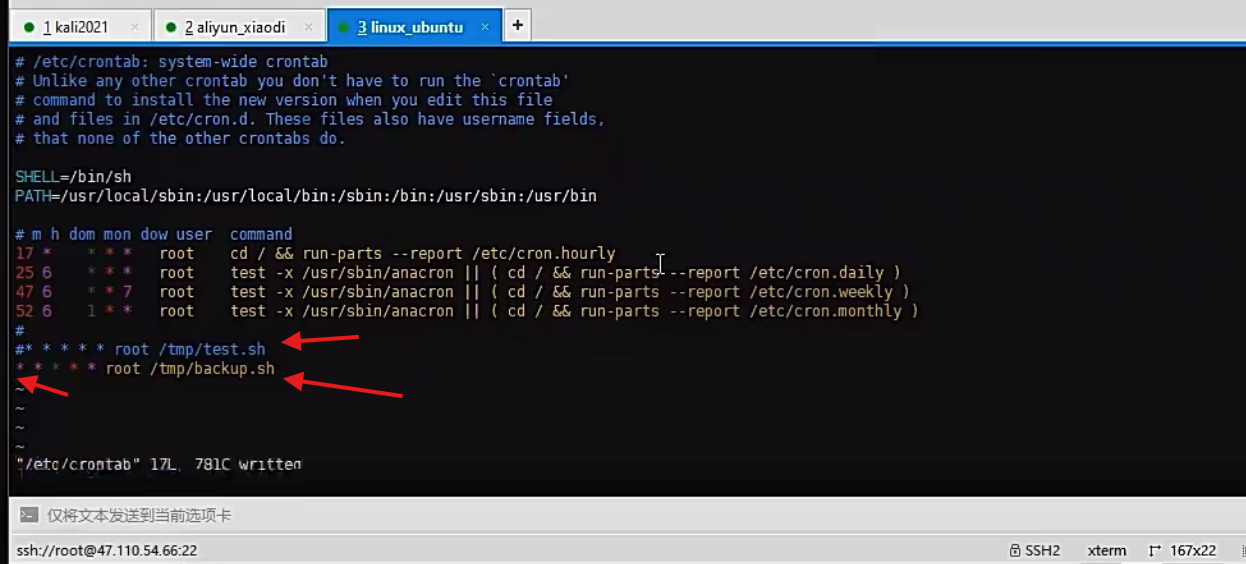 1 kali2021 ×
2 aliyun_xiaodi ×
3 linux_ubuntu ×
+
# /etc/crontab: system-wide crontab
# Unlike any other crontab you don't have to run the `crontab'
# command to install the new version when you edit this file
# and files in /etc/cron.d. These files also have username fields,
# that none of the other crontabs do.
SHELL=/bin/sh
PATH=/usr/local/sbin:/usr/local/bin:/sbin:/bin:/usr/sbin:/usr/bin
# m h dom mon dow user  command
17 *    * * *   root    cd / && run-parts --report /etc/cron.hourly
25 6    * * *   root    test -x /usr/sbin/anacron || ( cd / && run-parts --report /etc/cron.daily )
47 6    * * 7   root    test -x /usr/sbin/anacron || ( cd / && run-parts --report /etc/cron.weekly )
52 6    1 * *   root    test -x /usr/sbin/anacron || ( cd / && run-parts --report /etc/cron.monthly )
#
#* * * * * root /tmp/test.sh
* * * * * root /tmp/backup.sh
~
~
~
~
"/etc/crontab" 17L, 781C written
仅将文本发送到当前选项卡
ssh://root@47.110.54.66:22
SSH2
xterm
167x22